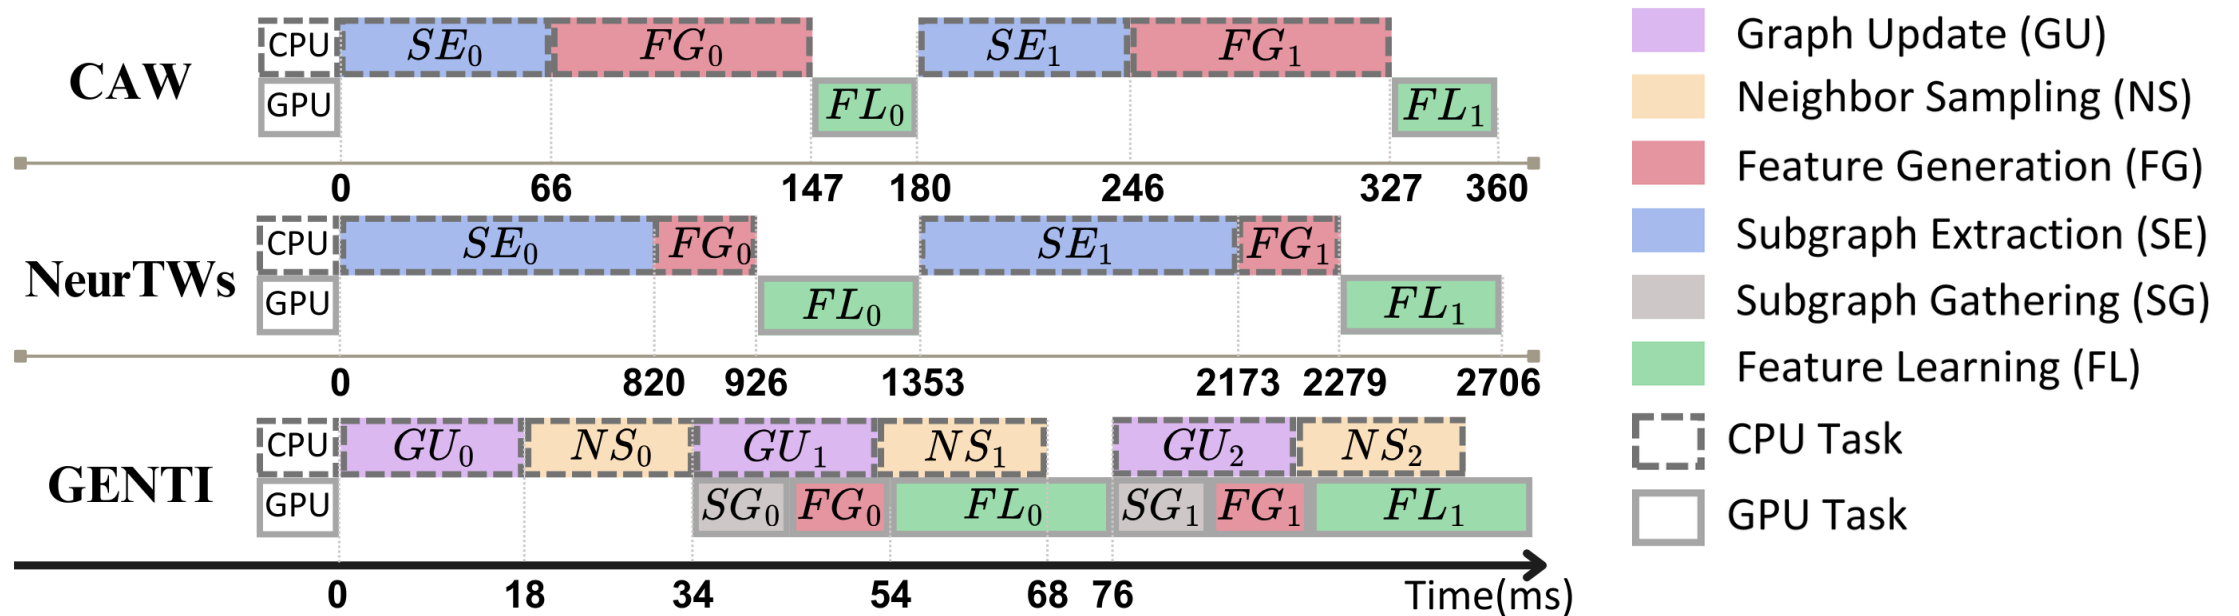 CAW
CPU SE₀ FG₀ SE₁ FG₁
GPU FL₀ FL₁
0 66 147 180 246 327 360
NeurTWs
CPU SE₀ FG₀ SE₁ FG₁
GPU FL₀ FL₁
0 820 926 1353 2173 2279 2706
GENTI
CPU GU₀ NS₀ GU₁ NS₁ GU₂ NS₂
GPU SG₀ FG₀ FL₀ SG₁ FG₁ FL₁
0 18 34 54 68 76 Time(ms)
Graph Update (GU)
Neighbor Sampling (NS)
Feature Generation (FG)
Subgraph Extraction (SE)
Subgraph Gathering (SG)
Feature Learning (FL)
CPU Task
GPU Task